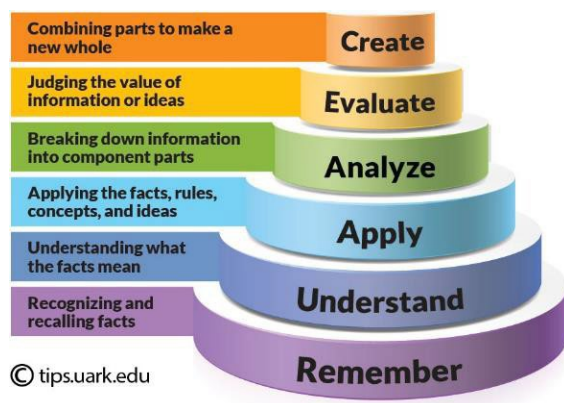 Combining parts to make a
new whole
Create
Judging the value of
information or ideas
Evaluate
Breaking down information
into component parts
Analyze
Applying the facts, rules,
concepts, and ideas
Apply
Understanding what
the facts mean
Understand
Recognizing and
recalling facts
Remember
© tips.uark.edu